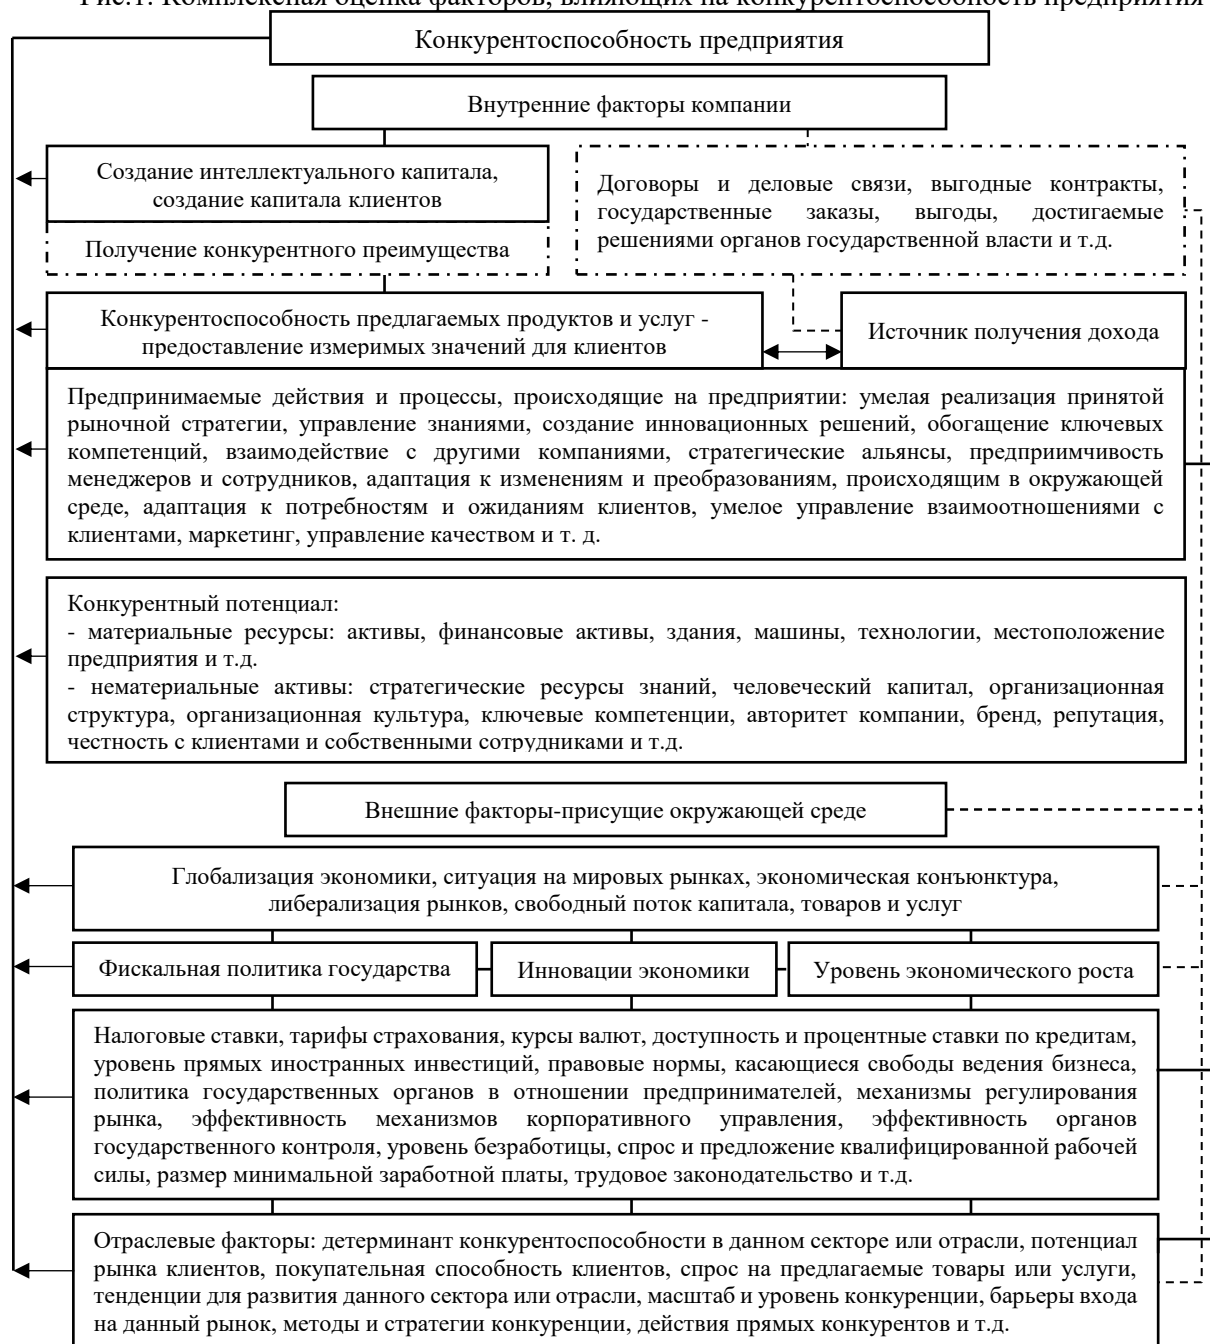 Рис.1. Комплексная оценка факторов, влияющих на конкурентоспособность предприятия
Конкурентоспособность предприятия
Внутренние факторы компании
Создание интеллектуального капитала,
создание капитала клиентов
Получение конкурентного преимущества
Договоры и деловые связи, выгодные контракты,
государственные заказы, выгоды, достигаемые
решениями органов государственной власти и т.д.
Конкурентоспособность предлагаемых продуктов и услуг -
предоставление измеримых значений для клиентов
Источник получения дохода
Предпринимаемые действия и процессы, происходящие на предприятии: умелая реализация принятой
рыночной стратегии, управление знаниями, создание инновационных решений, обогащение ключевых
компетенций, взаимодействие с другими компаниями, стратегические альянсы, предприимчивость
менеджеров и сотрудников, адаптация к изменениям и преобразованиям, происходящим в окружающей
среде, адаптация к потребностям и ожиданиям клиентов, умелое управление взаимоотношениями с
клиентами, маркетинг, управление качеством и т. д.
Конкурентный потенциал:
- материальные ресурсы: активы, финансовые активы, здания, машины, технологии, местоположение
предприятия и т.д.
- нематериальные активы: стратегические ресурсы знаний, человеческий капитал, организационная
структура, организационная культура, ключевые компетенции, авторитет компании, бренд, репутация,
честность с клиентами и собственными сотрудниками и т.д.
Внешние факторы-присущие окружающей среде
Глобализация экономики, ситуация на мировых рынках, экономическая конъюнктура,
либерализация рынков, свободный поток капитала, товаров и услуг
Фискальная политика государства
Инновации экономики
Уровень экономического роста
Налоговые ставки, тарифы страхования, курсы валют, доступность и процентные ставки по кредитам,
уровень прямых иностранных инвестиций, правовые нормы, касающиеся свободы ведения бизнеса,
политика государственных органов в отношении предпринимателей, механизмы регулирования
рынка, эффективность механизмов корпоративного управления, эффективность органов
государственного контроля, уровень безработицы, спрос и предложение квалифицированной рабочей
силы, размер минимальной заработной платы, трудовое законодательство и т.д.
Отраслевые факторы: детерминант конкурентоспособности в данном секторе или отрасли, потенциал
рынка клиентов, покупательная способность клиентов, спрос на предлагаемые товары или услуги,
тенденции для развития данного сектора или отрасли, масштаб и уровень конкуренции, барьеры входа
на данный рынок, методы и стратегии конкуренции, действия прямых конкурентов и т.д.